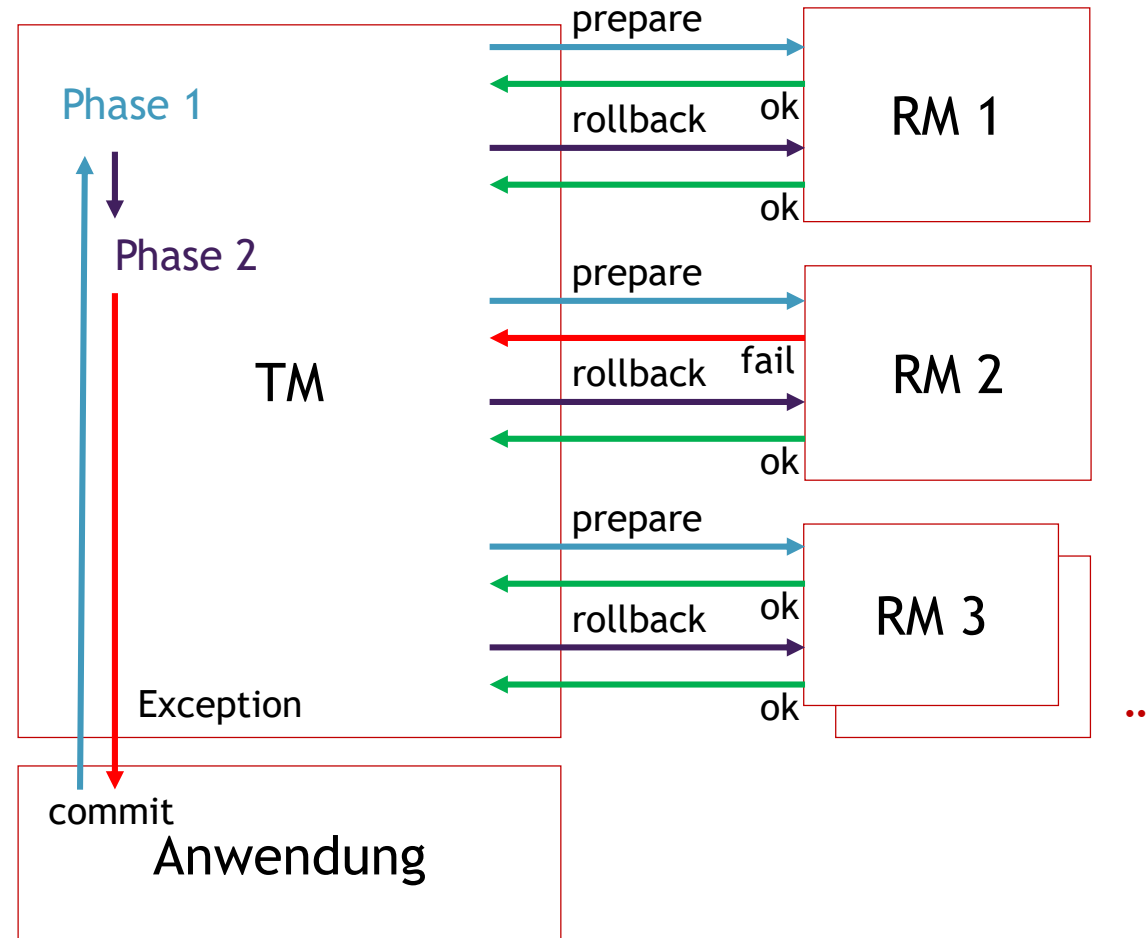 prepare
ok
rollback
ok
RM 1
Phase 1
Phase 2
TM
prepare
fail
rollback
ok
RM 2
prepare
ok
rollback
ok
RM 3
..
Exception
commit
Anwendung